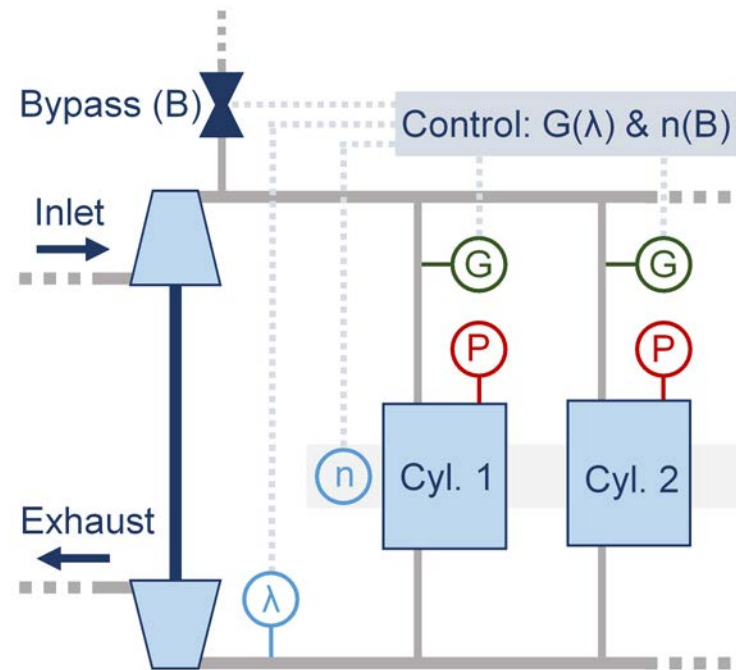 Bypass (B)
Control: G(λ) & n(B)
Inlet
G
G
P
P
n
Cyl. 1
Cyl. 2
Exhaust
λ